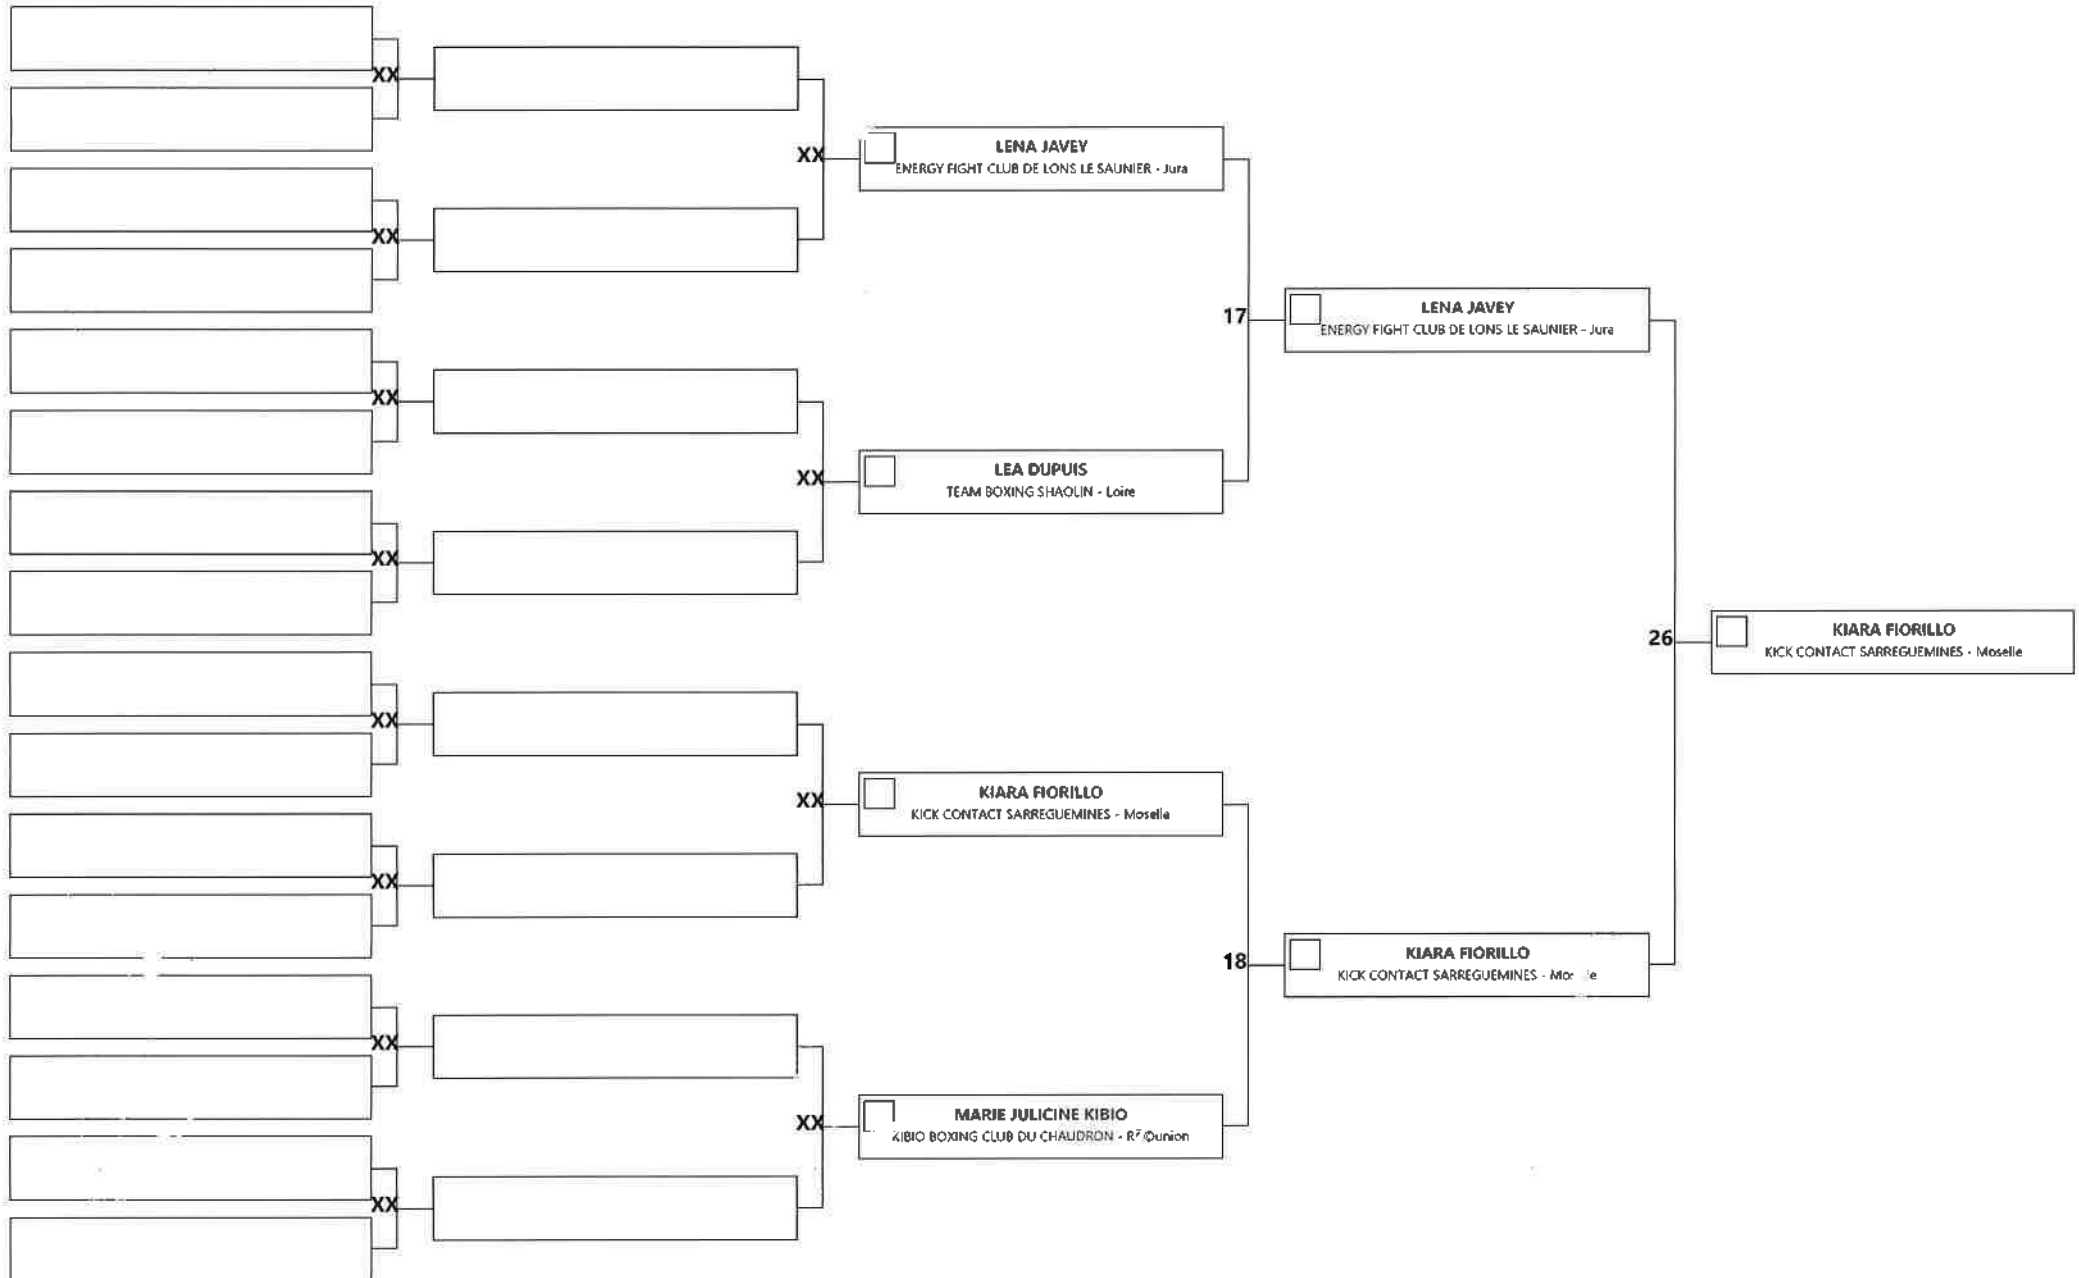 XX
XX
XX
XX
XX
XX
XX
XX
XX
XX
XX
XX
LENA JAVEY
ENERGY FIGHT CLUB DE LONS LE SAUNIER - Jura
17
LEA DUPUIS
TEAM BOXING SHAOLIN - Loire
KIARA FIORILLO
KICK CONTACT SARREGUEMINES - Moselle
18
MARIE JULICINE KIBIO
KIBIO BOXING CLUB DU CHAUDRON -
LENA JAVEY
ENERGY FIGHT CLUB DE LONS LE SAUNIER - Jura
26
KIARA FIORILLO
KICK CONTACT SARREGUEMINES -
KIARA FIORILLO
KICK CONTACT SARREGUEMINES - Moselle